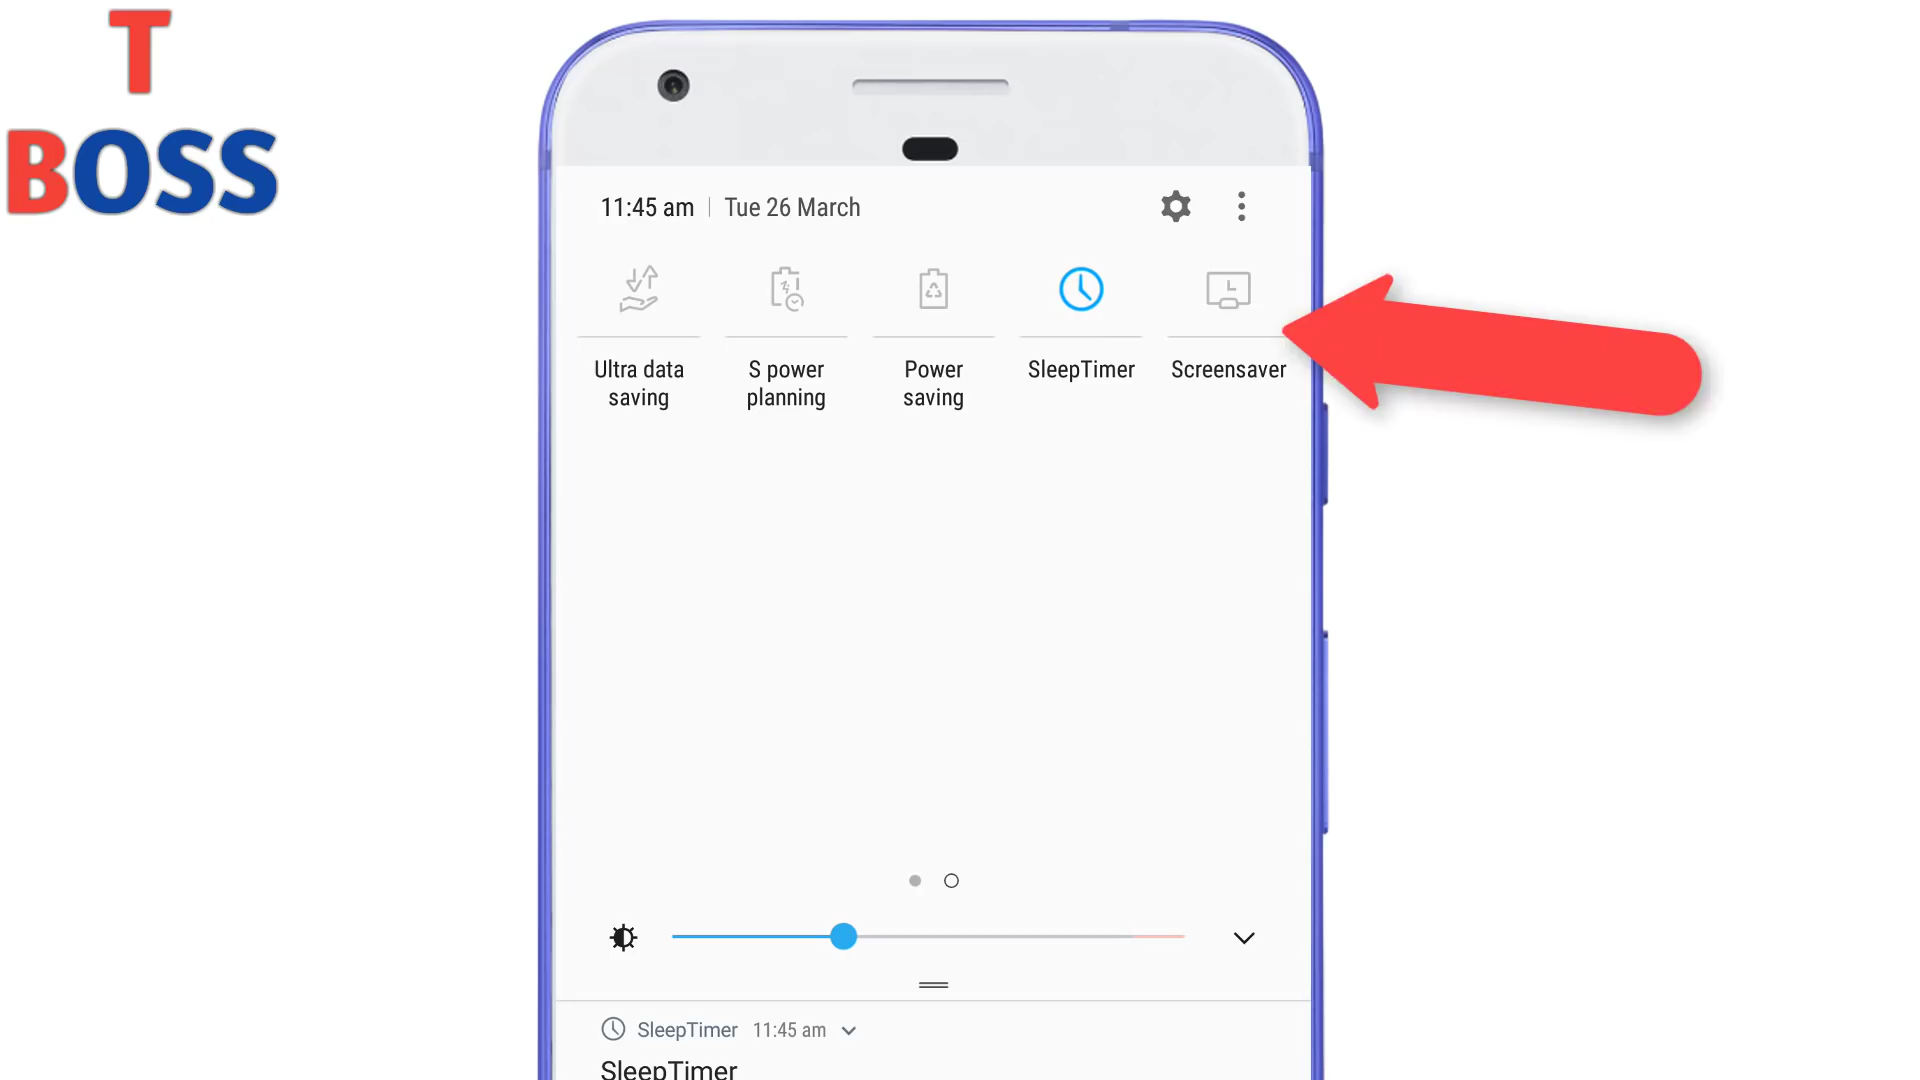 T
BOSS
11:45 am | Tue 26 March
Ultra data
saving
S power
planning
Power
saving
SleepTimer
Screensaver
SleepTimer 11:45 am
SleepTimer